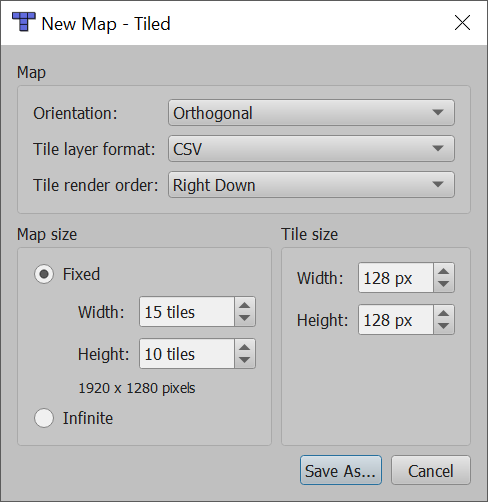 New Map - Tiled
Map
Orientation: Orthogonal
Tile layer format: CSV
Tile render order: Right Down
Map size
Fixed
Width: 15 tiles
Height: 10 tiles
1920 x 1280 pixels
Infinite
Tile size
Width: 128 px
Height: 128 px
Save As...
Cancel